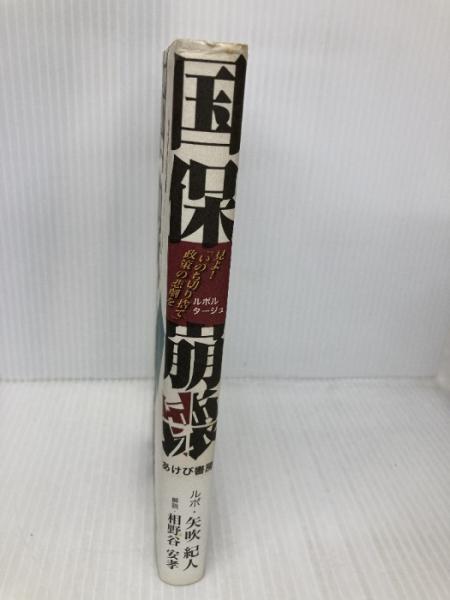 国保崩壊
見よ!
「いのち切り捨て」
政策の悲劇を
ルポル
タージュ
あけび書房
ルポ・矢吹紀人
解説・相野谷安孝